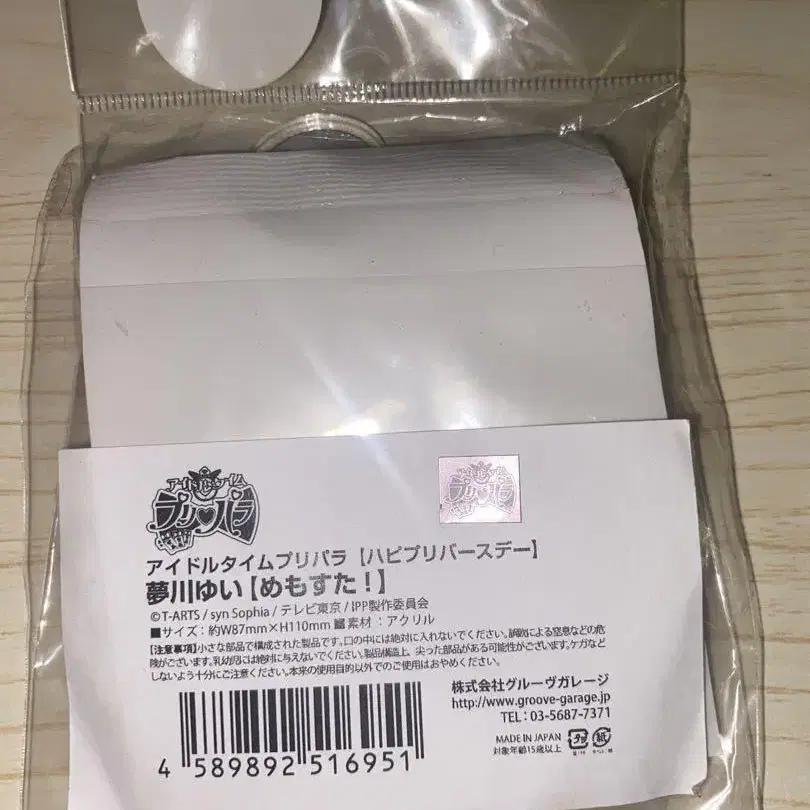 アイドルタイム
プリパラ
アイドルタイムプリパラ【ハピプリバースデー】
夢川ゆい【めもすた！】
©T-ARTS / syn Sophia / テレビ東京 / IPP製作委員会
■サイズ：約W87mm×H110mm ■素材：アクリル
【注意事項】小さな部品で構成された製品です。口の中には絶対に入れないでください。誤飲による窒息などの危
険がございます。乳幼児には絶対に与えないでください。製品構造上、尖った部品がある可能性がございます。ケガなど
しないよう十分にご注意ください。本来の使用目的以外でのご使用はおやめください。
株式会社グルーヴガレージ
http://www.groove-garage.jp
TEL：03-5687-7371
MADE IN JAPAN
対象年齢15歳以上
紙
4 589892 516951